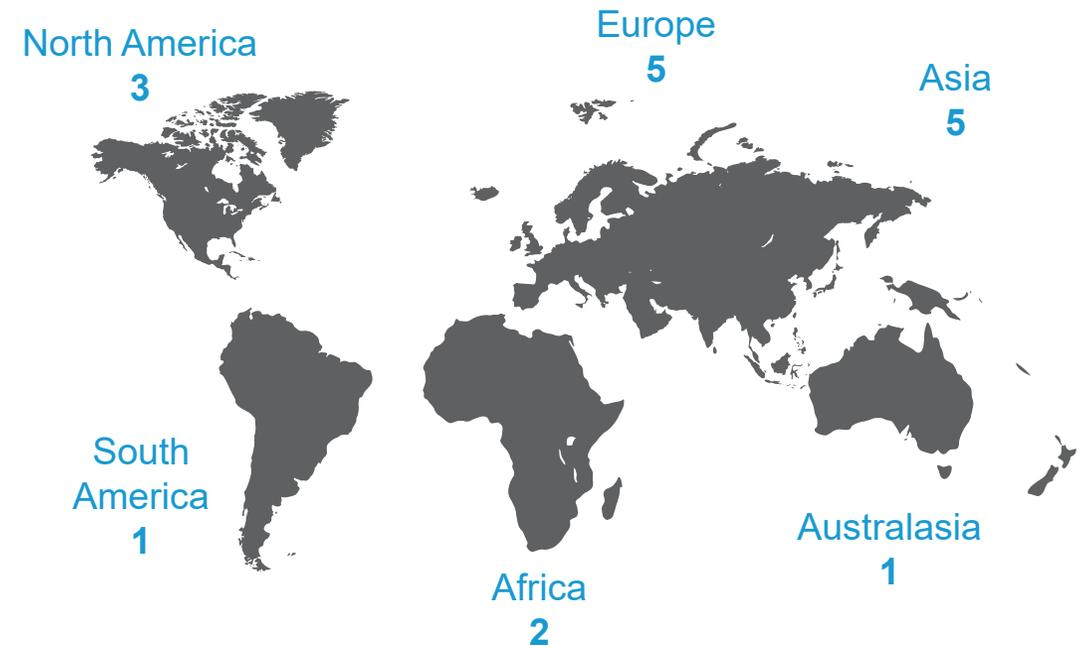 North America
3
Europe
5
Asia
5
South
America
1
Africa
2
Australasia
1